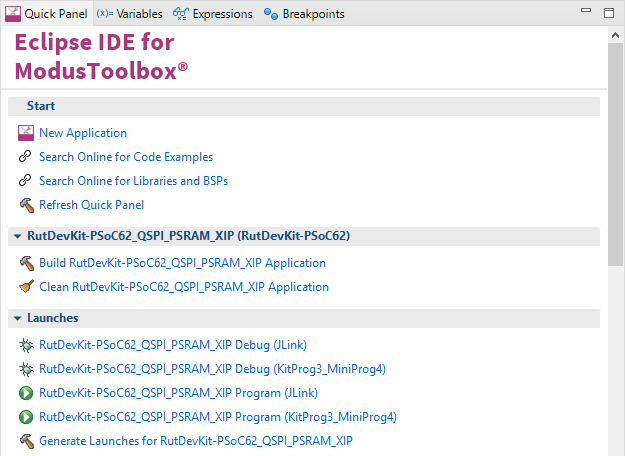 Quick Panel (x)= Variables Expressions Breakpoints
Eclipse IDE for
ModusToolbox®
Start
New Application
Search Online for Code Examples
Search Online for Libraries and BSPs
Refresh Quick Panel
RutDevKit-PSoC62_QSPI_PSRAM_XIP (RutDevKit-PSoC62)
Build RutDevKit-PSoC62_QSPI_PSRAM_XIP Application
Clean RutDevKit-PSoC62_QSPI_PSRAM_XIP Application
Launches
RutDevKit-PSoC62_QSPI_PSRAM_XIP Debug (JLink)
RutDevKit-PSoC62_QSPI_PSRAM_XIP Debug (KitProg3_MiniProg4)
RutDevKit-PSoC62_QSPI_PSRAM_XIP Program (JLink)
RutDevKit-PSoC62_QSPI_PSRAM_XIP Program (KitProg3_MiniProg4)
Generate Launches for RutDevKit-PSoC62_QSPI_PSRAM_XIP